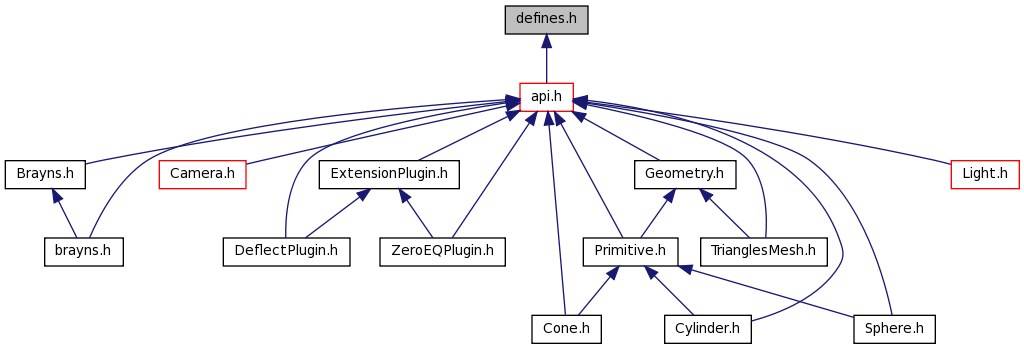 defines.h
api.h
Brayns.h
Camera.h
ExtensionPlugin.h
Geometry.h
Light.h
brayns.h
DeflectPlugin.h
ZeroEQPlugin.h
Primitive.h
TrianglesMesh.h
Cone.h
Cylinder.h
Sphere.h